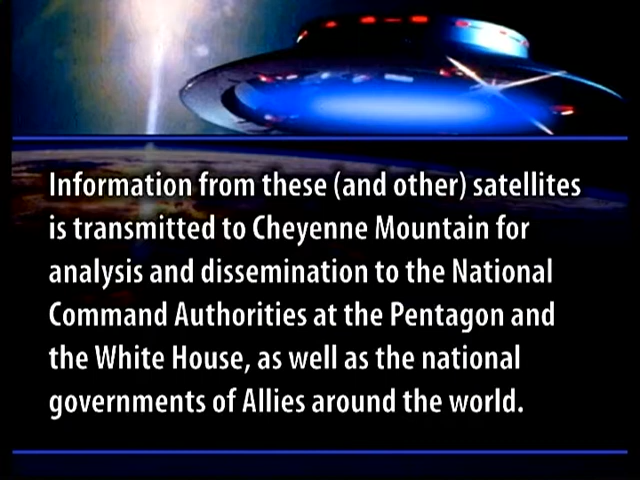 Information from these (and other) satellites
is transmitted to Cheyenne Mountain for
analysis and dissemination to the National
Command Authorities at the Pentagon and
the White House, as well as the national
governments of Allies around the world.